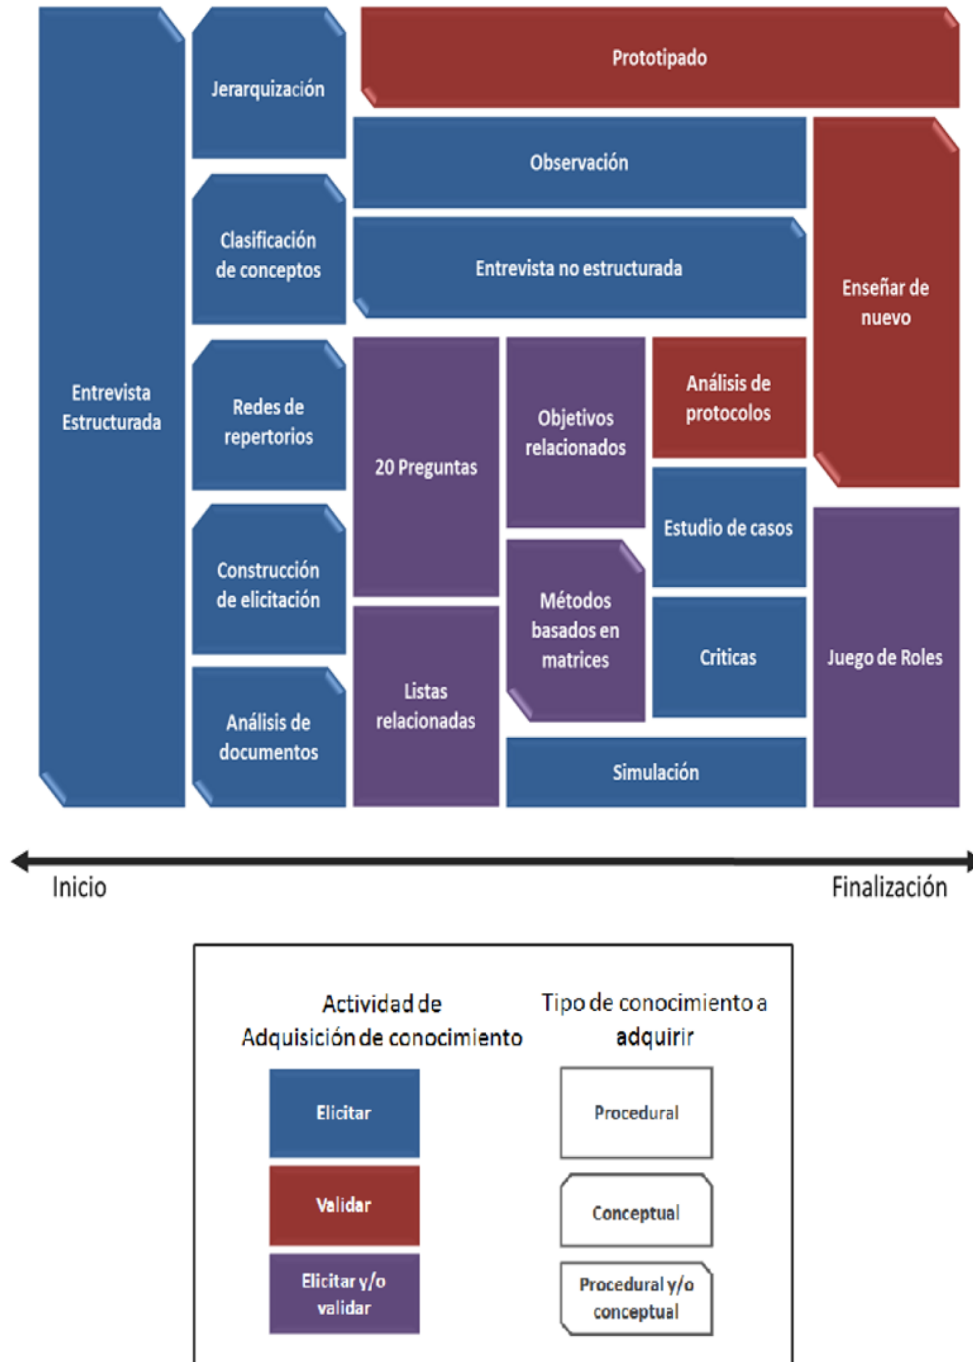 Prototipado
Jerarquización
Observación
Clasificación
de conceptos
Entrevista no estructurada
Enseñar de
nuevo
Entrevista
Estructurada
Redes de
repertorios
20 Preguntas
Objetivos
relacionados
Análisis de
protocolos
Estudio de casos
Construcción
de elicitación
Métodos
basados en
matrices
Criticas
Juego de Roles
Listas
relacionadas
Análisis de
documentos
Simulación
Inicio
Finalización
Actividad de
Adquisición de conocimiento
Tipo de conocimiento a
adquirir
Elicitar
Procedural
Validar
Conceptual
Elicitar y/o
validar
Procedural y/o
conceptual